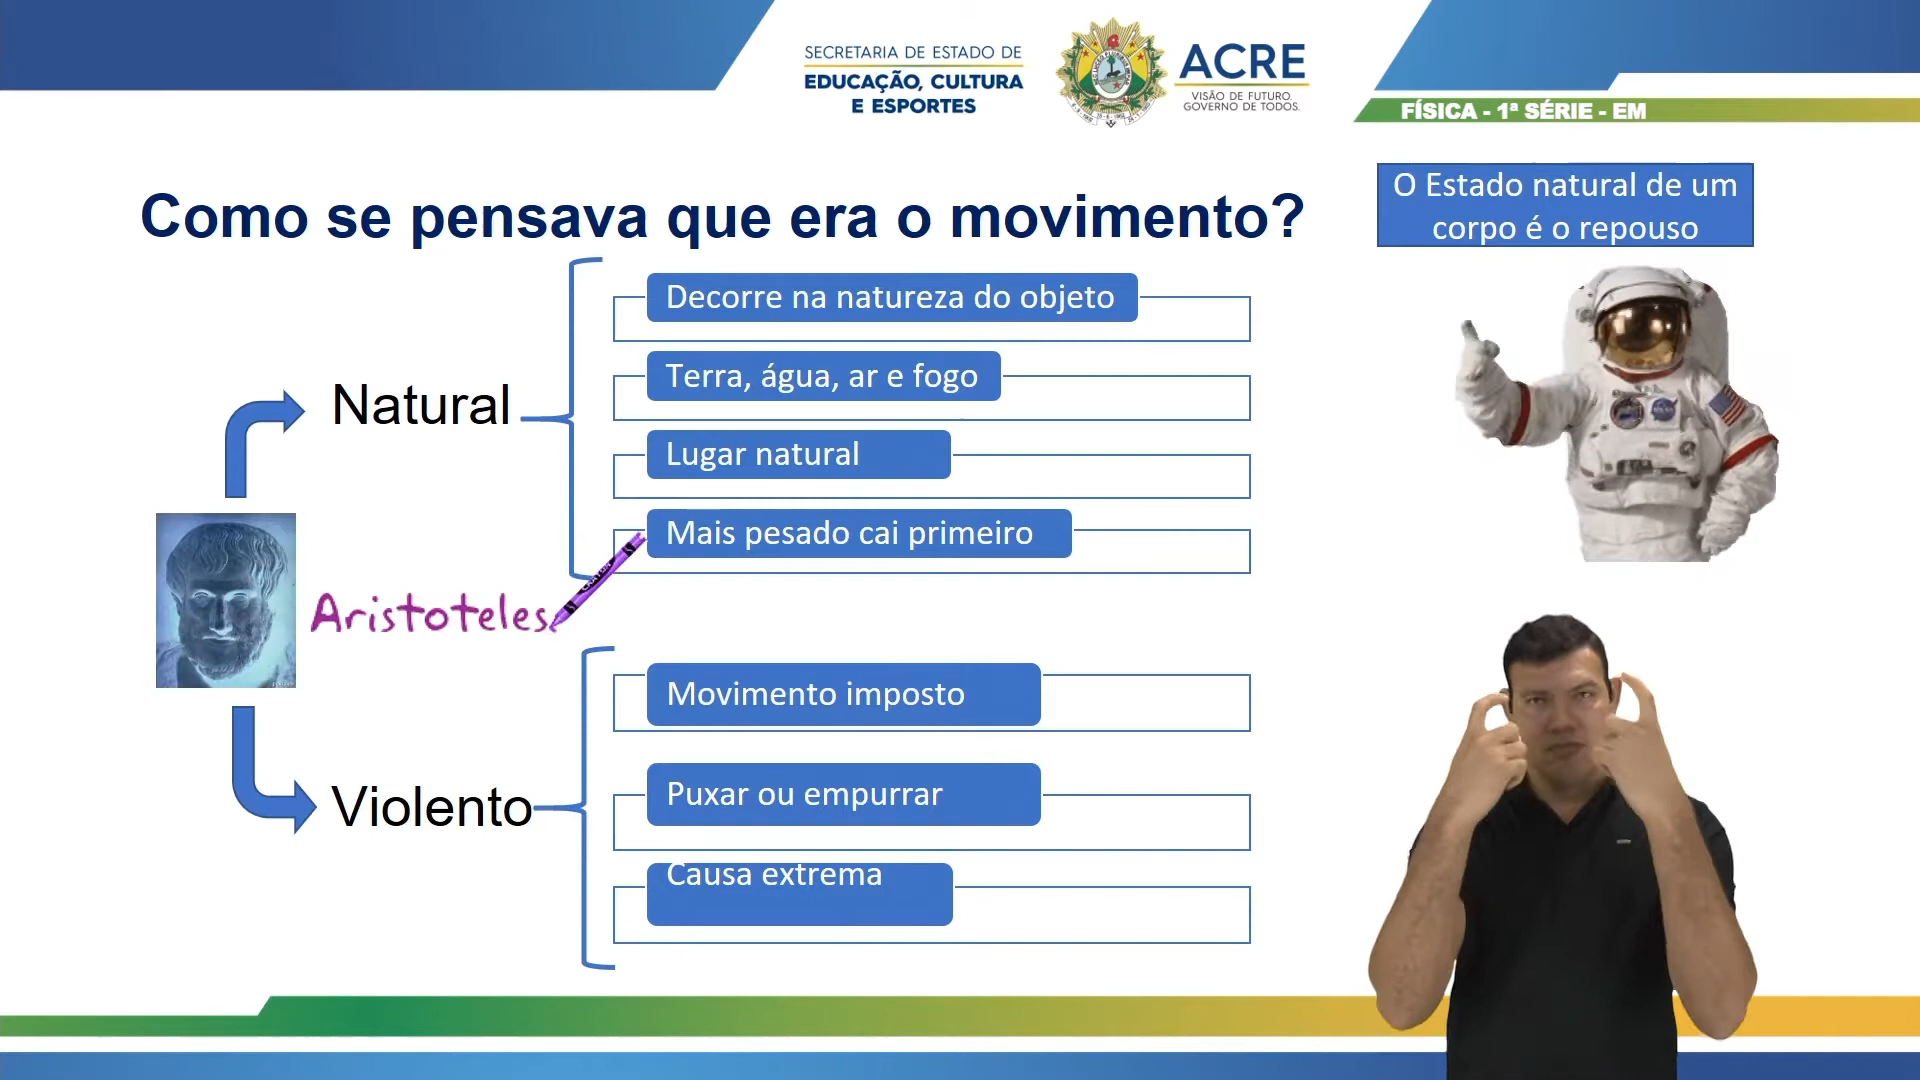 SECRETARIA DE ESTADO DE
EDUCAÇÃO, CULTURA
E ESPORTES
ACRE
VISÃO DE FUTURO.
GOVERNO DE TODOS.
FÍSICA - 1ª SÉRIE - EM
Como se pensava que era o movimento?
O Estado natural de um
corpo é o repouso
Natural
Decorre na natureza do objeto
Terra, água, ar e fogo
Lugar natural
Mais pesado cai primeiro
Aristoteles
Violento
Movimento imposto
Puxar ou empurrar
Causa extrema